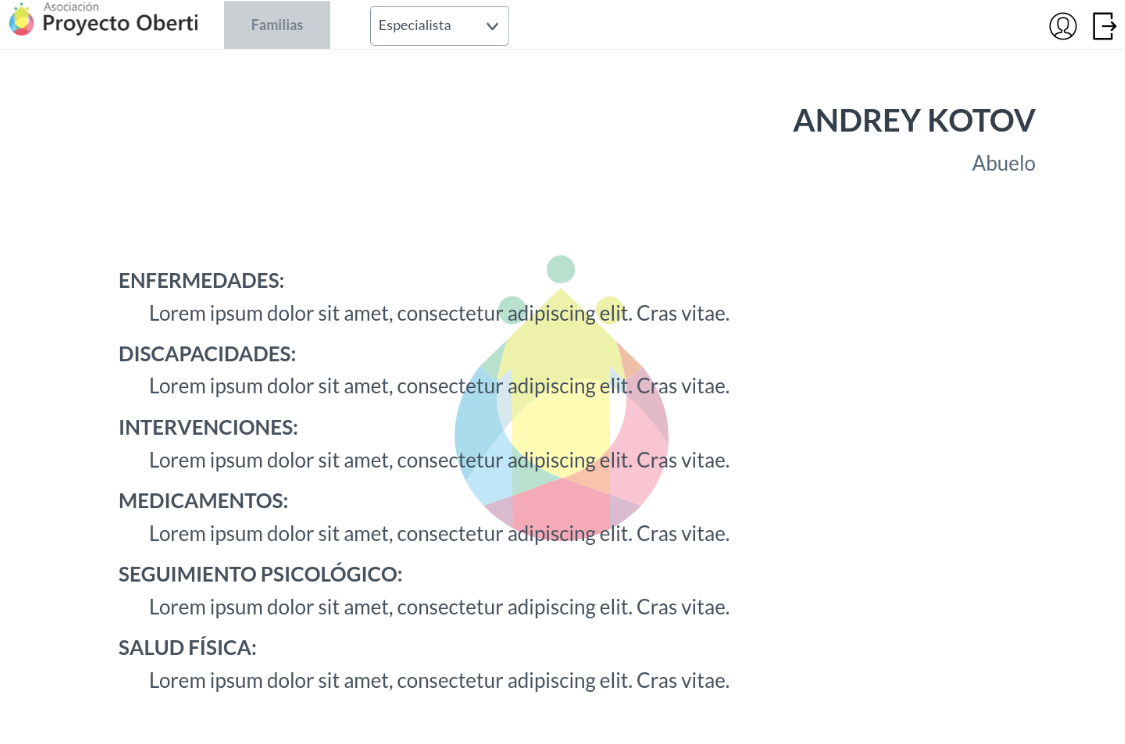 Asociación
Proyecto Oberti
Familias
Especialista
ANDREY KOTOV
Abuelo
ENFERMEDADES:
Lorem ipsum dolor sit amet, consectetur adipiscing elit. Cras vitae.
DISCAPACIDADES:
Lorem ipsum dolor sit amet, consectetur adipiscing elit. Cras vitae.
INTERVENCIONES:
Lorem ipsum dolor sit amet, consectetur adipiscing elit. Cras vitae.
MEDICAMENTOS:
Lorem ipsum dolor sit amet, consectetur adipiscing elit. Cras vitae.
SEGUIMIENTO PSICOLÓGICO:
Lorem ipsum dolor sit amet, consectetur adipiscing elit. Cras vitae.
SALUD FÍSICA:
Lorem ipsum dolor sit amet, consectetur adipiscing elit. Cras vitae.